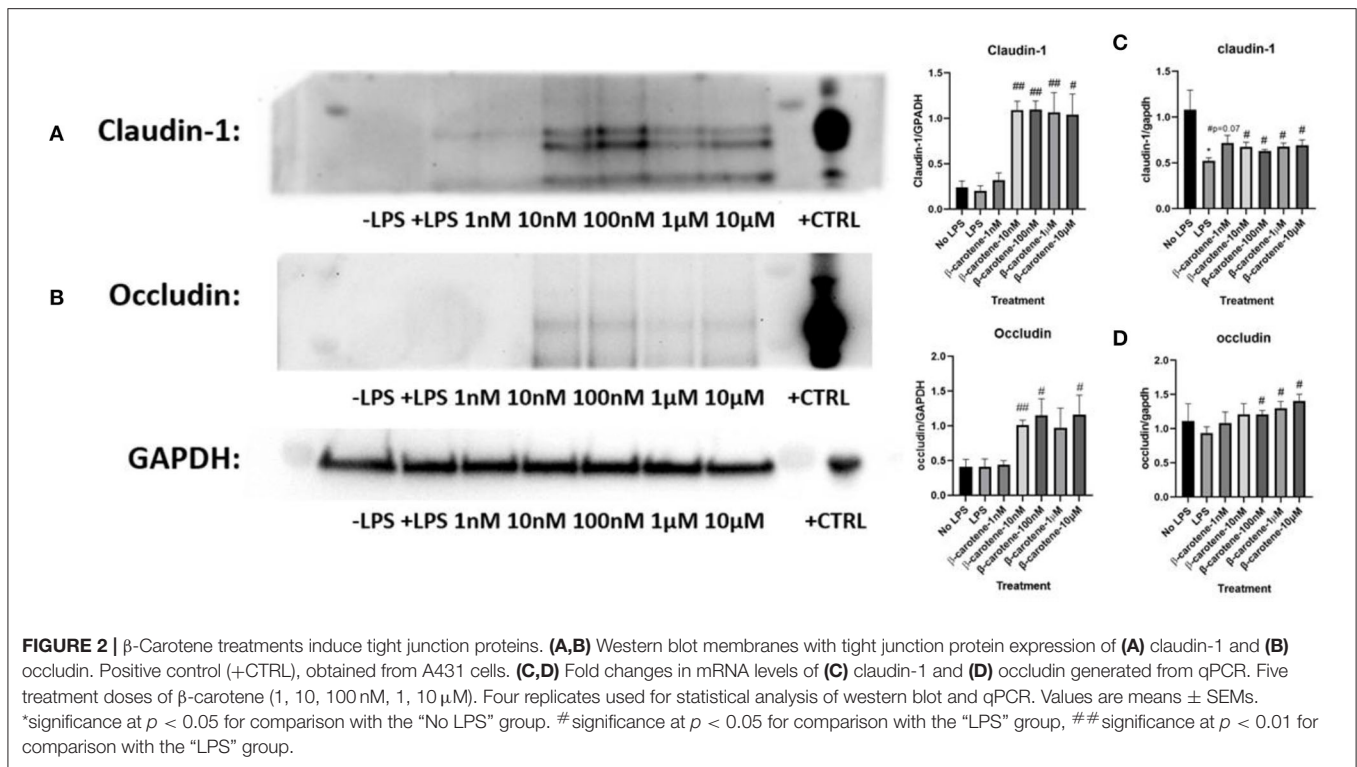 A
Claudin-1:
-LPS +LPS 1nM 10nM 100nM 1μM 10μM +CTRL
B
Occludin:
-LPS +LPS 1nM 10nM 100nM 1μM 10μM +CTRL
GAPDH:
-LPS +LPS 1nM 10nM 100nM 1μM 10μM +CTRL
Claudin-1
Claudin-1/GPADH
1.5
1.0
0.5
0.0
## ## ## #
No LPS
LPS
β-carotene-1nM
β-carotene-10nM
β-carotene-100nM
β-carotene-1μM
β-carotene-10μM
Treatment
C
claudin-1
claudin-1/gapdh
1.5
1.0
0.5
0.0
* #p=0.07 # # # #
No LPS
LPS
β-carotene-1nM
β-carotene-10nM
β-carotene-100nM
β-carotene-1μM
β-carotene-10μM
Treatment
Occludin
occludin/GAPDH
2.0
1.5
1.0
0.5
0.0
## # #
No LPS
LPS
β-carotene-1nM
β-carotene-10nM
β-carotene-100nM
β-carotene-1μM
β-carotene-10μM
Treatment
D
occludin
occludin/gapdh
2.0
1.5
1.0
0.5
0.0
# # #
No LPS
LPS
β-carotene-1nM
β-carotene-10nM
β-carotene-100nM
β-carotene-1μM
β-carotene-10μM
Treatment
FIGURE 2 | β-Carotene treatments induce tight junction proteins. (A,B) Western blot membranes with tight junction protein expression of (A) claudin-1 and (B)
occludin. Positive control (+CTRL), obtained from A431 cells. (C,D) Fold changes in mRNA levels of (C) claudin-1 and (D) occludin generated from qPCR. Five
treatment doses of β-carotene (1, 10, 100 nM, 1, 10 μM). Four replicates used for statistical analysis of western blot and qPCR. Values are means ± SEMs.
*significance at p < 0.05 for comparison with the “No LPS” group. #significance at p < 0.05 for comparison with the “LPS” group, ##significance at p < 0.01 for
comparison with the “LPS” group.